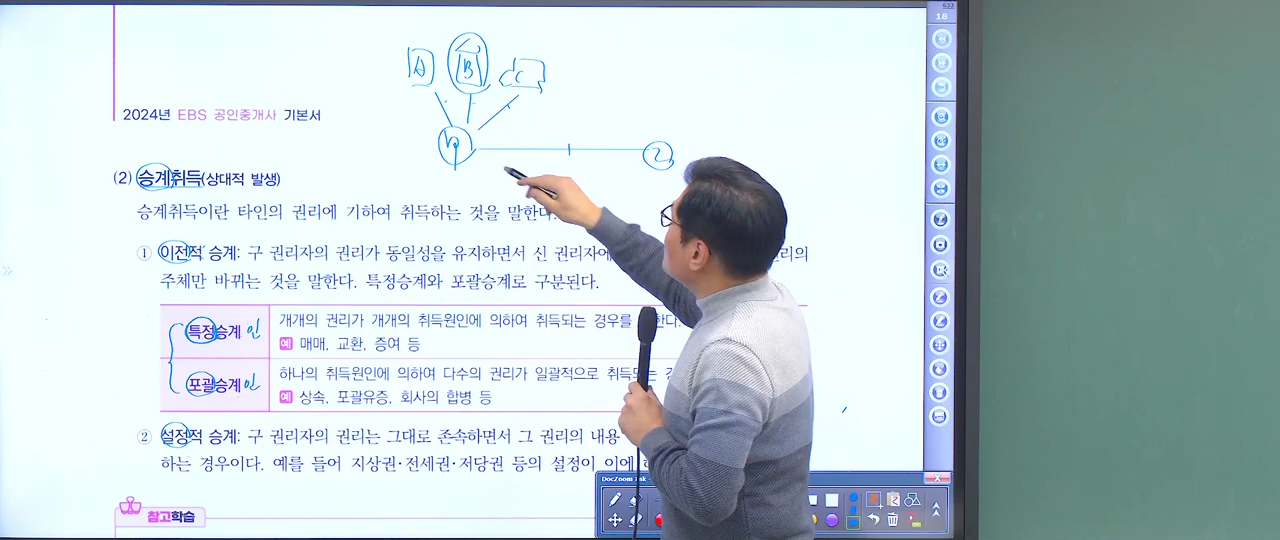 632
18
A
B
C
갑
乙
2024년 EBS 공인중개사 기본서
(2) 승계취득(상대적 발생)
승계취득이란 타인의 권리에 기하여 취득하는 것을 말한다.
① 이전적 승계: 구 권리자의 권리가 동일성을 유지하면서 신 권리자에
주체만 바뀌는 것을 말한다. 특정승계와 포괄승계로 구분된다.
특정승계 인 개개의 권리가 개개의 취득원인에 의하여 취득되는 경우를 한다.
예 매매, 교환, 증여 등
포괄승계 인 하나의 취득원인에 의하여 다수의 권리가 일괄적으로 취득되는
예 상속, 포괄유증, 회사의 합병 등
② 설정적 승계: 구 권리자의 권리는 그대로 존속하면서 그 권리의 내용
하는 경우이다. 예를 들어 지상권·전세권·저당권 등의 설정이 이에
참고학습